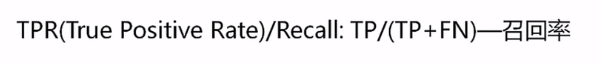 TPR(True Positive Rate)/Recall: TP/(TP+FN)—召回率